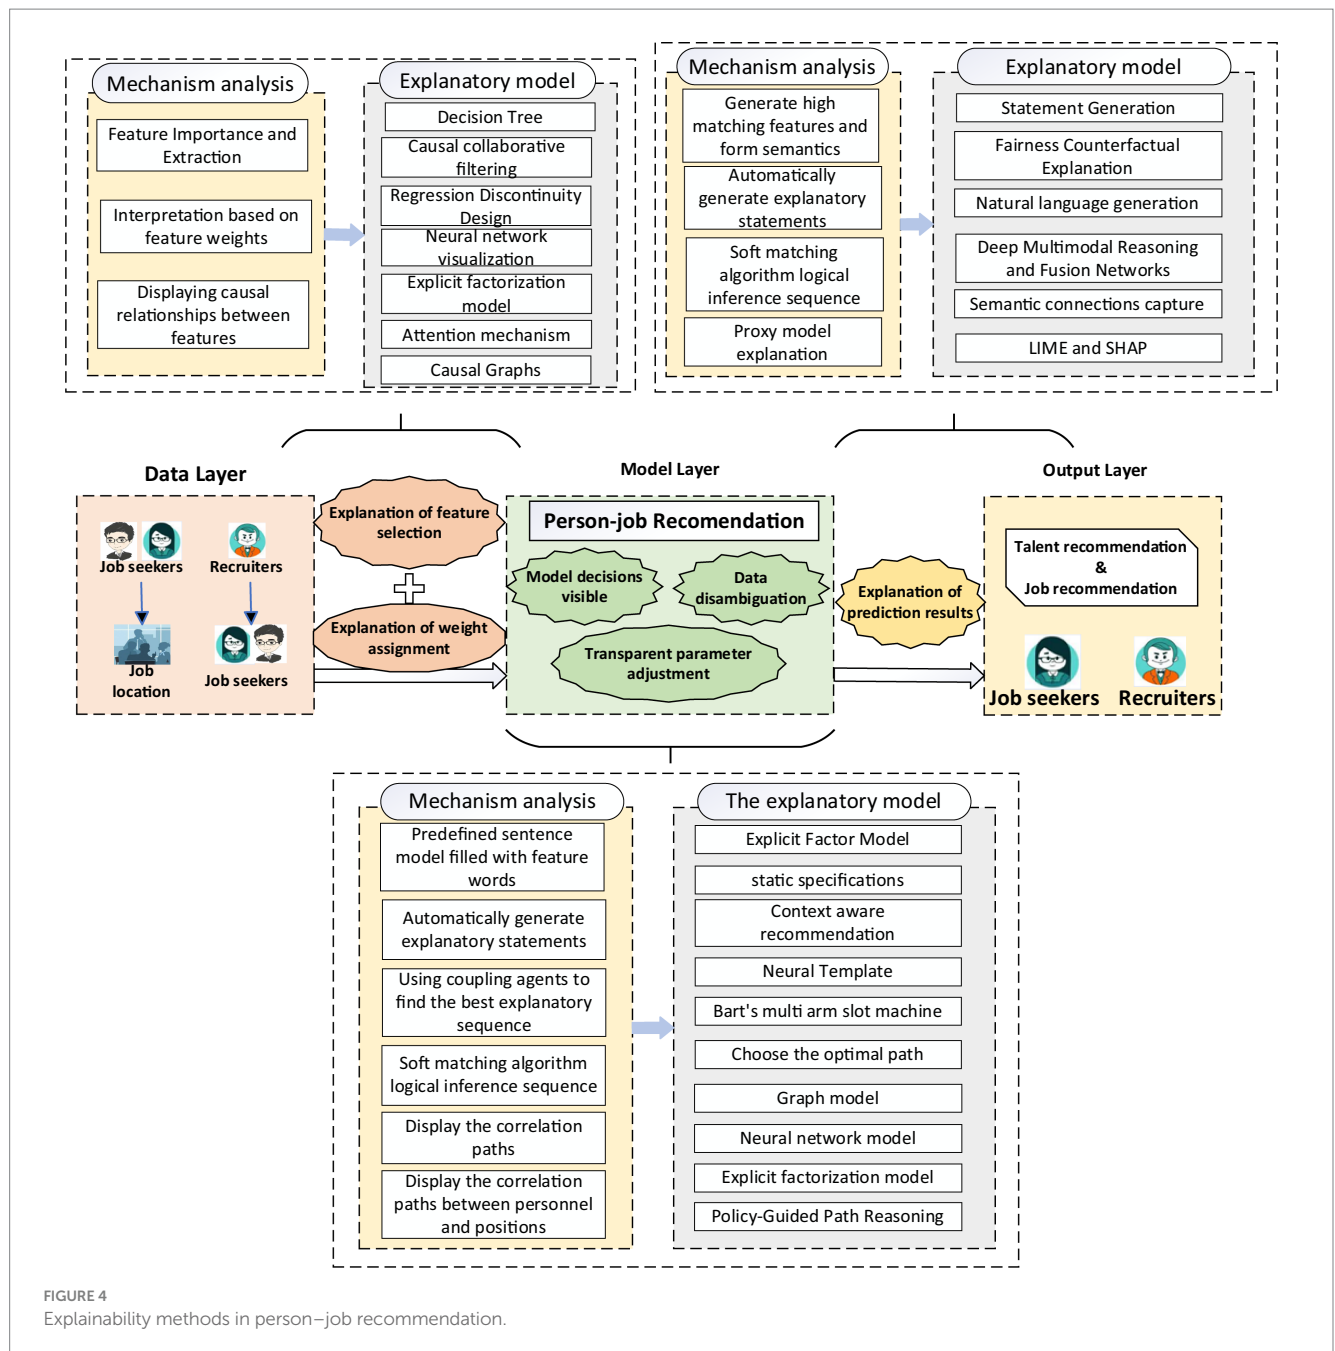 Mechanism analysis
Feature Importance and
Extraction
Interpretation based on
feature weights
Displaying causal
relationships between
features
Explanatory model
Decision Tree
Causal collaborative
filtering
Regression Discontinuity
Design
Neural network
visualization
Explicit factorization
model
Attention mechanism
Causal Graphs
Mechanism analysis
Generate high
matching features and
form semantics
Automatically
generate explanatory
statements
Soft matching
algorithm logical
inference sequence
Proxy model
explanation
Explanatory model
Statement Generation
Fairness Counterfactual
Explanation
Natural language generation
Deep Multimodal Reasoning
and Fusion Networks
Semantic connections capture
LIME and SHAP
Data Layer
Job seekers
Recruiters
Job
location
Job seekers
Explanation of feature
selection
Explanation of weight
assignment
Model Layer
Person-job Recomendation
Model decisions
visible
Data
disambiguation
Transparent parameter
adjustment
Explanation of
prediction results
Output Layer
Talent recommendation
&
Job recommendation
Job seekers
Recruiters
Mechanism analysis
Predefined sentence
model filled with feature
words
Automatically generate
explanatory statements
Using coupling agents to
find the best explanatory
sequence
Soft matching algorithm
logical inference sequence
Display the correlation
paths
Display the correlation
paths between personnel
and positions
The explanatory model
Explicit Factor Model
static specifications
Context aware
recommendation
Neural Template
Bart's multi arm slot machine
Choose the optimal path
Graph model
Neural network model
Explicit factorization model
Policy-Guided Path Reasoning
FIGURE 4
Explainability methods in person–job recommendation.